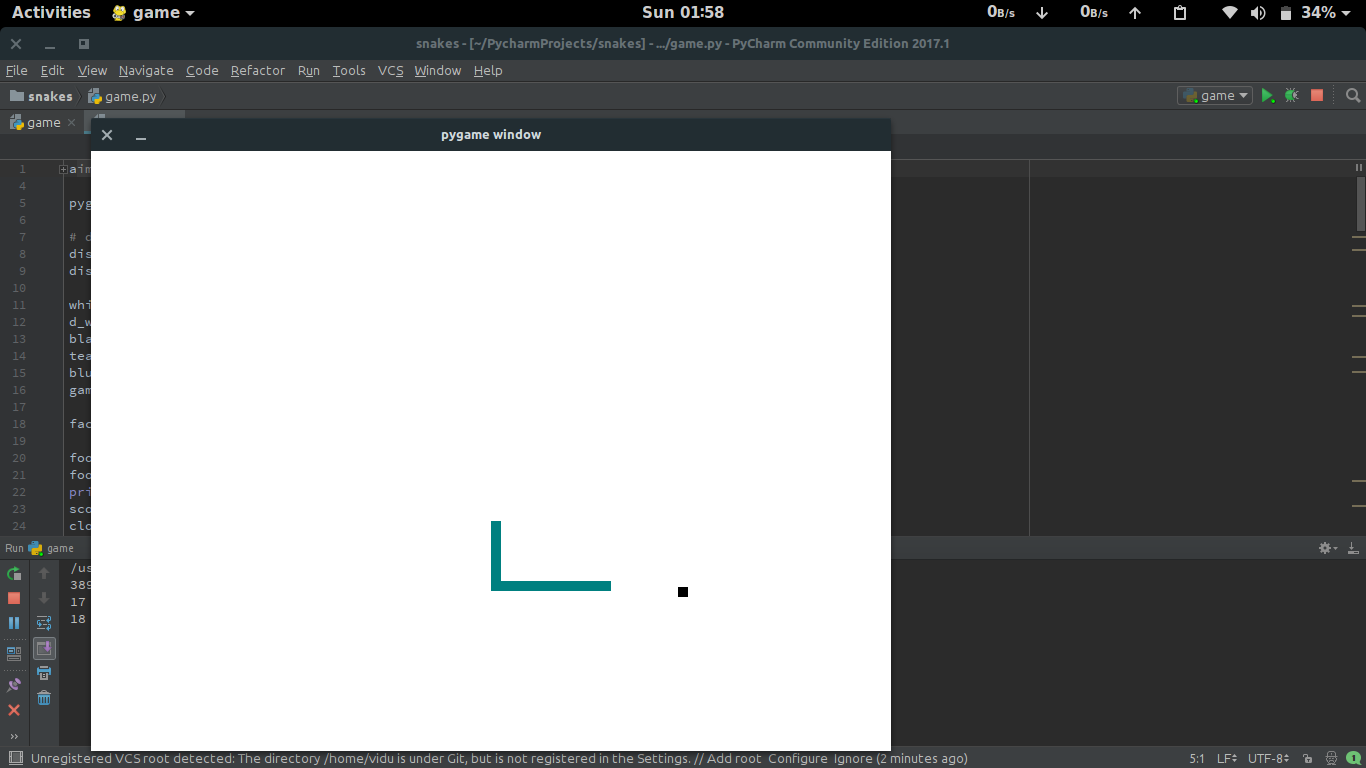 Activities game Sun 01:58 0B/s 0B/s 34%
snakes - [~/PycharmProjects/snakes] - .../game.py - PyCharm Community Edition 2017.1
File Edit View Navigate Code Refactor Run Tools VCS Window Help
snakes game.py game
game
pygame window
1 aim
4
5 pyg
6
7 # d
8 dis
9 dis
10
11 whi
12 d_w
13 bla
14 tea
15 blu
16 gam
17
18 fac
19
20 foo
21 foo
22 pri
23 sco
24 clo
Run game
/us
389
17
18
Unregistered VCS root detected: The directory /home/vidu is under Git, but is not registered in the Settings. // Add root Configure Ignore (2 minutes ago) 5:1 LF UTF-8 1